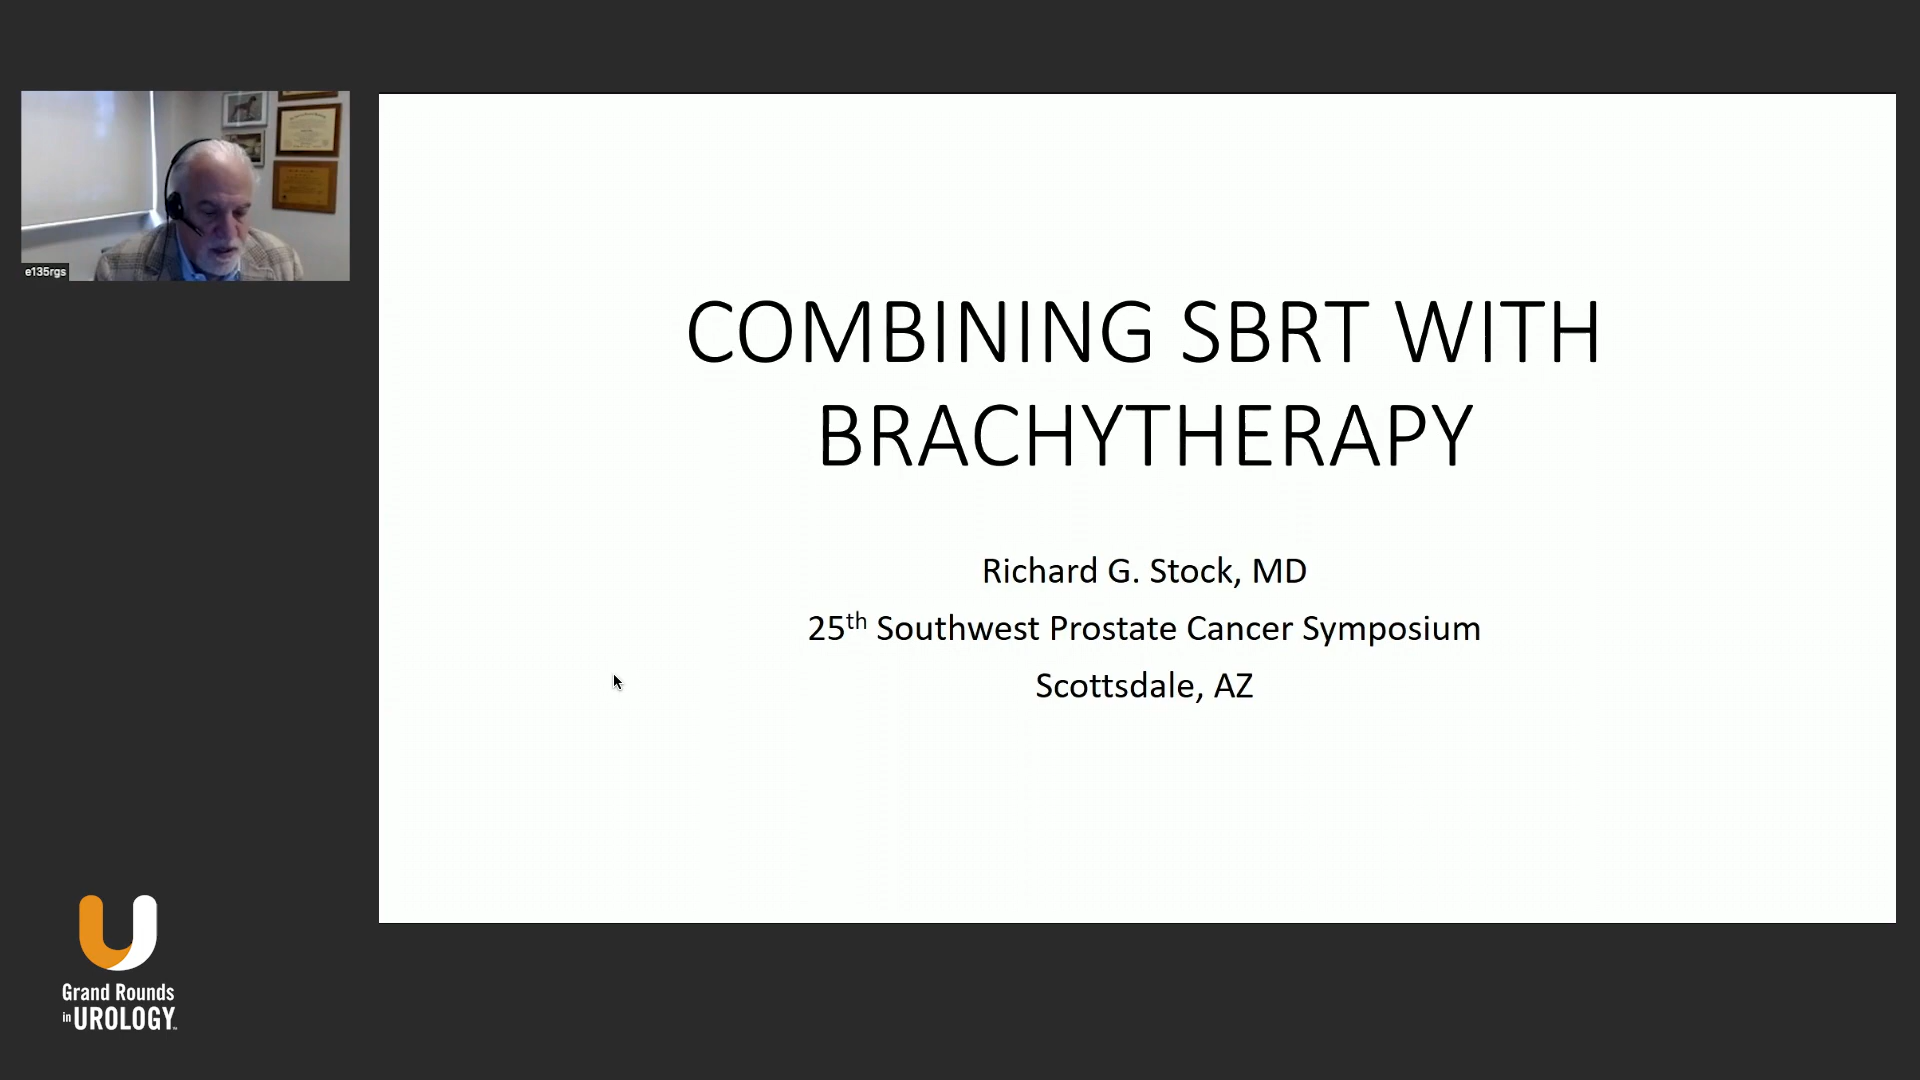 e135rgs
COMBINING SBRT WITH
BRACHYTHERAPY
Richard G. Stock, MD
25th Southwest Prostate Cancer Symposium
Scottsdale, AZ
Grand Rounds
in UROLOGY